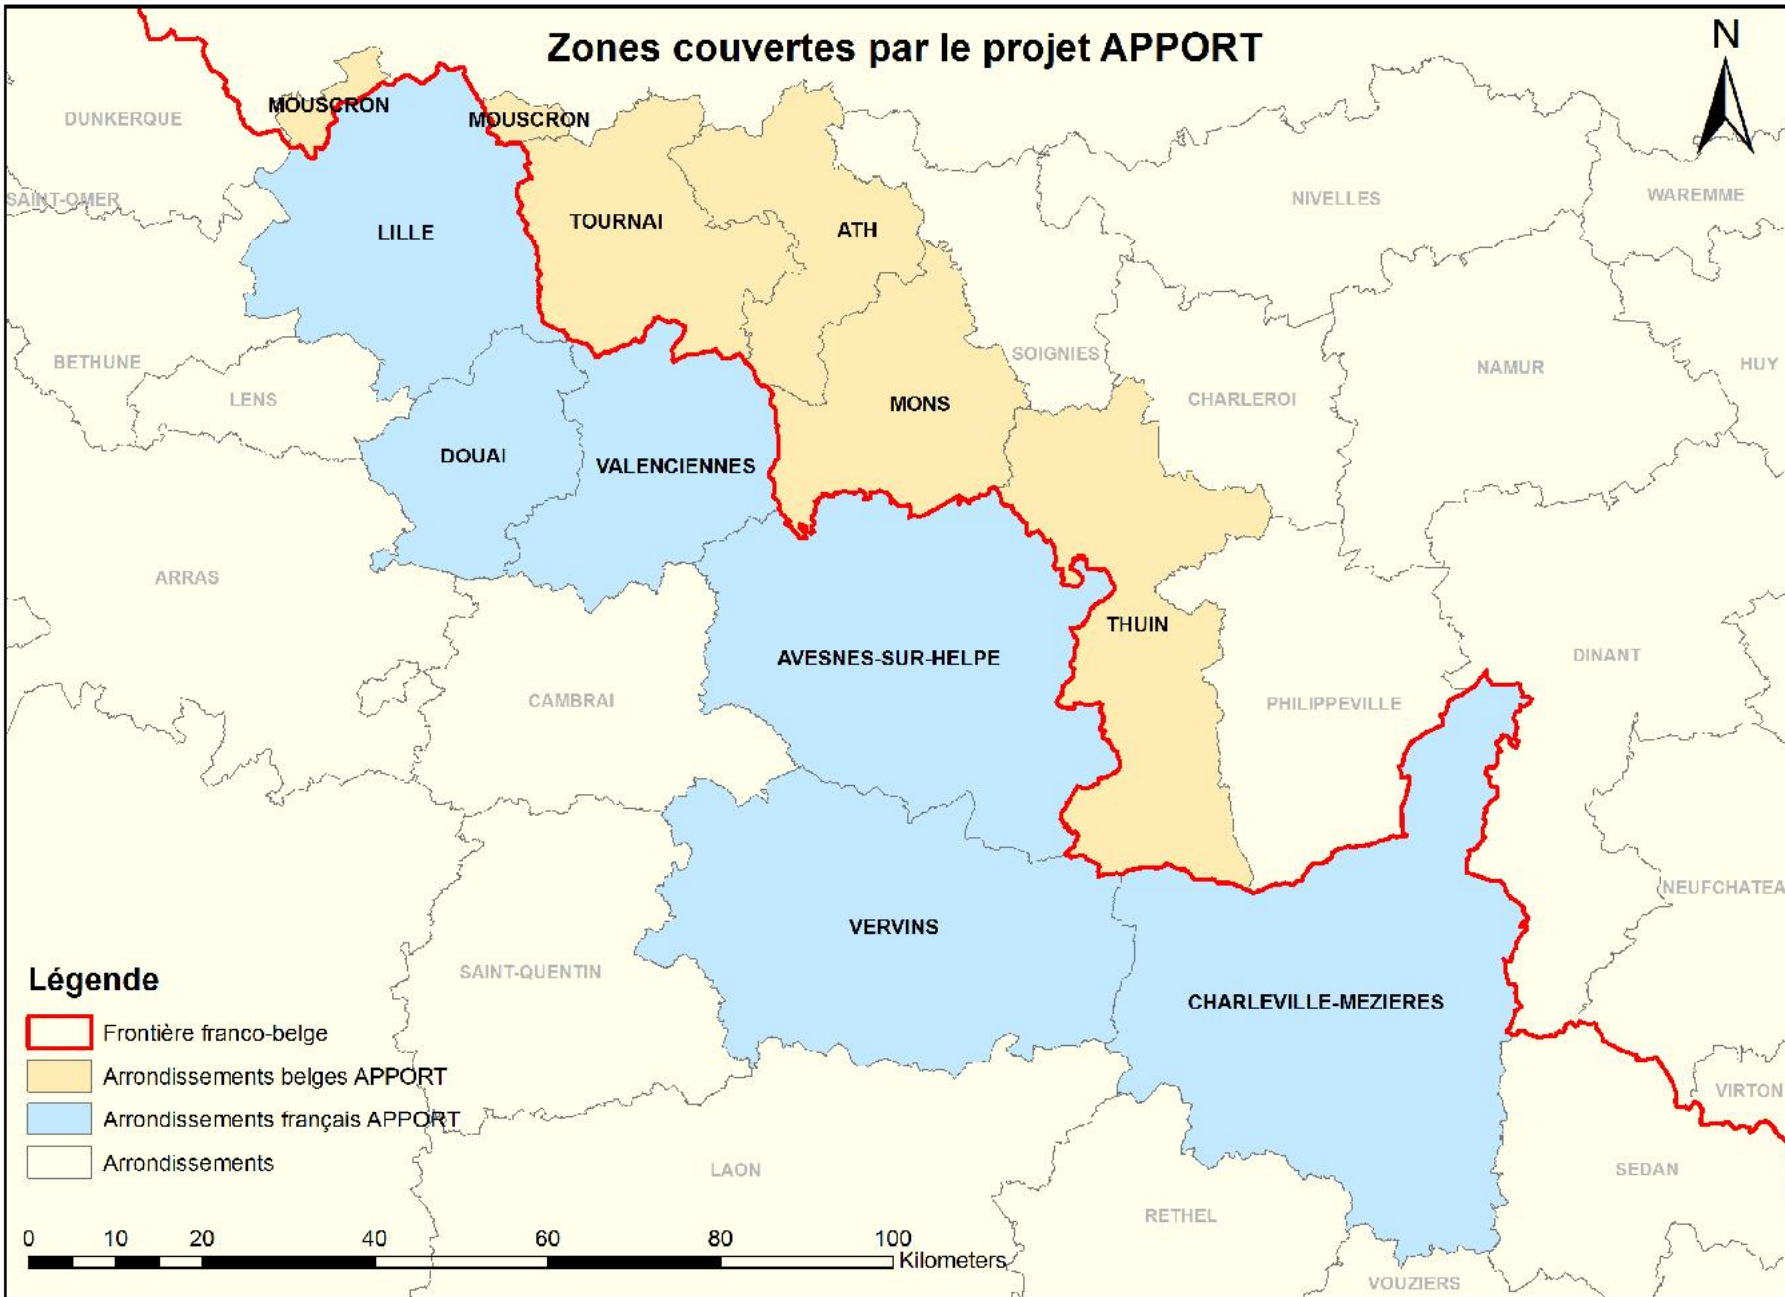 Zones couvertes par le projet APPORT
N
MOUSCRON
MOUSCRON
DUNKERQUE
SAINT-OMER
NIVELLES
WAREMME
LILLE
TOURNAI
ATH
BETHUNE
LENS
SOIGNIES
CHARLEROI
NAMUR
HUY
MONS
DOUAI
VALENCIENNES
ARRAS
THUIN
AVESNES-SUR-HELPE
DINANT
CAMBRAI
PHILIPPEVILLE
NEUFCHATEA
VERVINS
SAINT-QUENTIN
CHARLEVILLE-MEZIERES
VIRTON
LAON
SEDAN
RETHEL
VOUZIERS
Légende
Frontière franco-belge
Arrondissements belges APPORT
Arrondissements français APPORT
Arrondissements
0 10 20 40 60 80 100
Kilometers